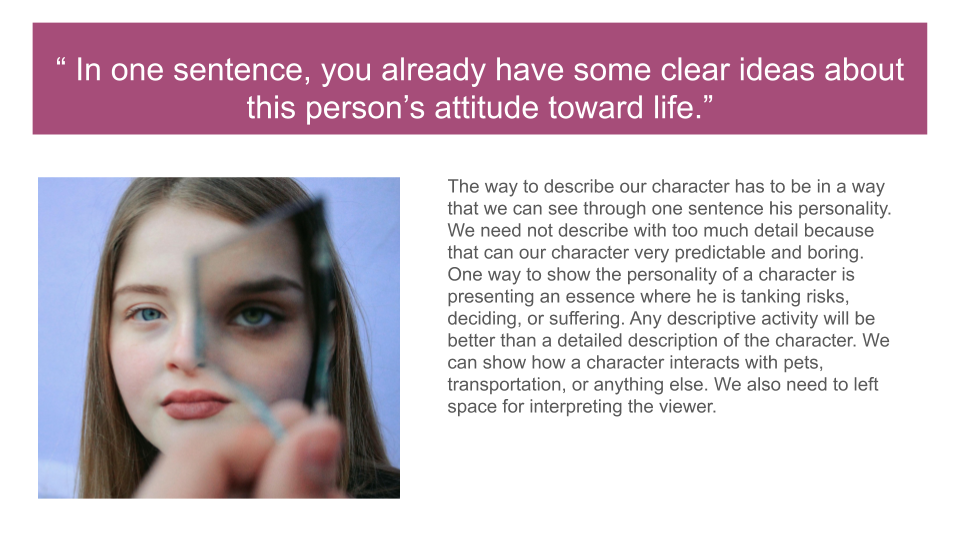 “ In one sentence, you already have some clear ideas about
this person’s attitude toward life.”
The way to describe our character has to be in a way
that we can see through one sentence his personality.
We need not describe with too much detail because
that can our character very predictable and boring.
One way to show the personality of a character is
presenting an essence where he is tanking risks,
deciding, or suffering. Any descriptive activity will be
better than a detailed description of the character. We
can show how a character interacts with pets,
transportation, or anything else. We also need to left
space for interpreting the viewer.